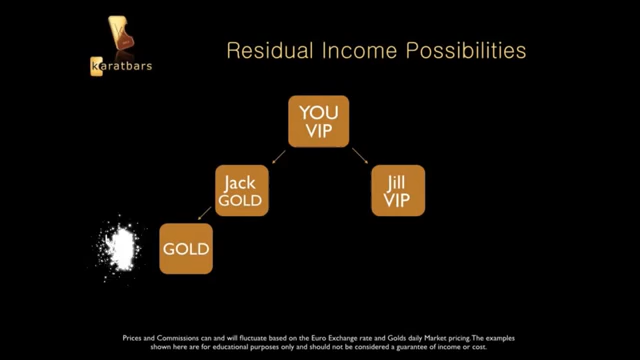 karatbars
Residual Income Possibilities
YOU
VIP
Jack
GOLD
Jill
VIP
GOLD
Prices and Commissions can and will fluctuate based on the Euro Exchange rate and Golds daily Market pricing. The examples
shown here are for educational purposes only and should not be considered a guarantee of income or cost.